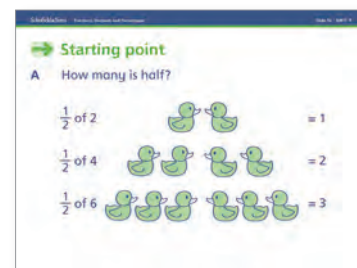 Starting point
A How many is half?
1/2 of 2 = 1
1/2 of 4 = 2
1/2 of 6 = 3